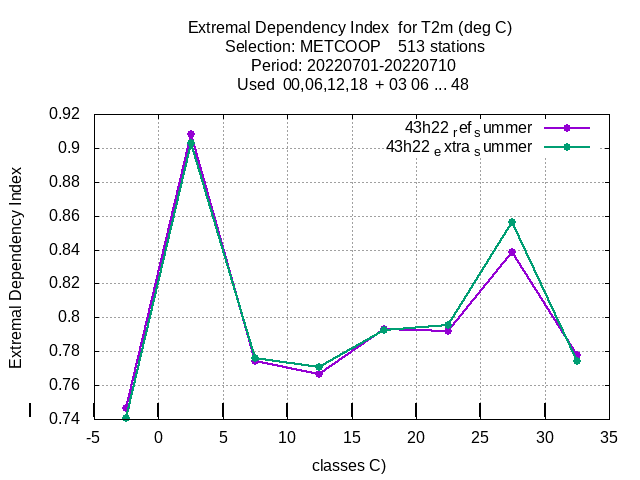 Extremal Dependency Index  for T2m (deg C)
Selection: METCOOP    513 stations
Period: 20220701-20220710
Used  00,06,12,18  + 03 06 ... 48
43h22 ref summer
43h22 extra summer
Extremal Dependency Index
0.92
0.9
0.88
0.86
0.84
0.82
0.8
0.78
0.76
0.74
-5 0 5 10 15 20 25 30 35
classes C)